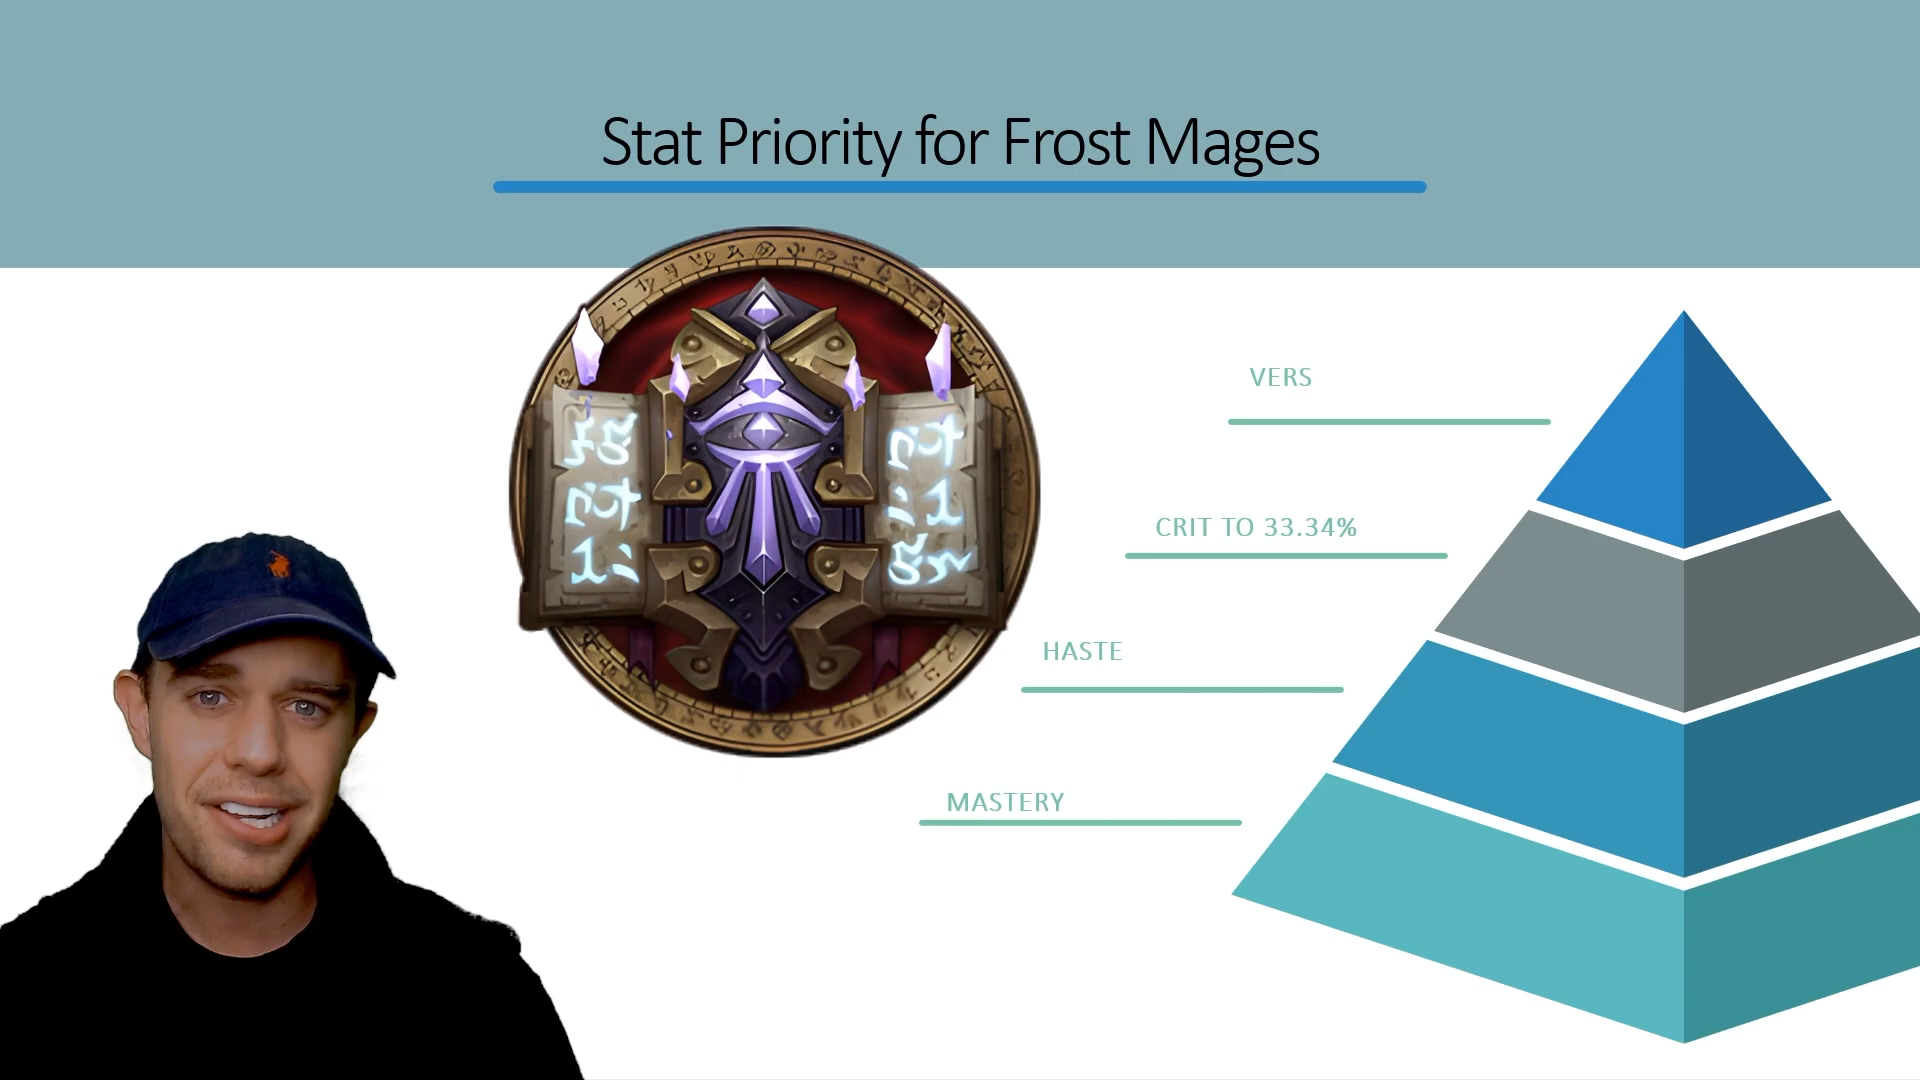 Stat Priority for Frost Mages
VERS
CRIT TO 33.34%
HASTE
MASTERY